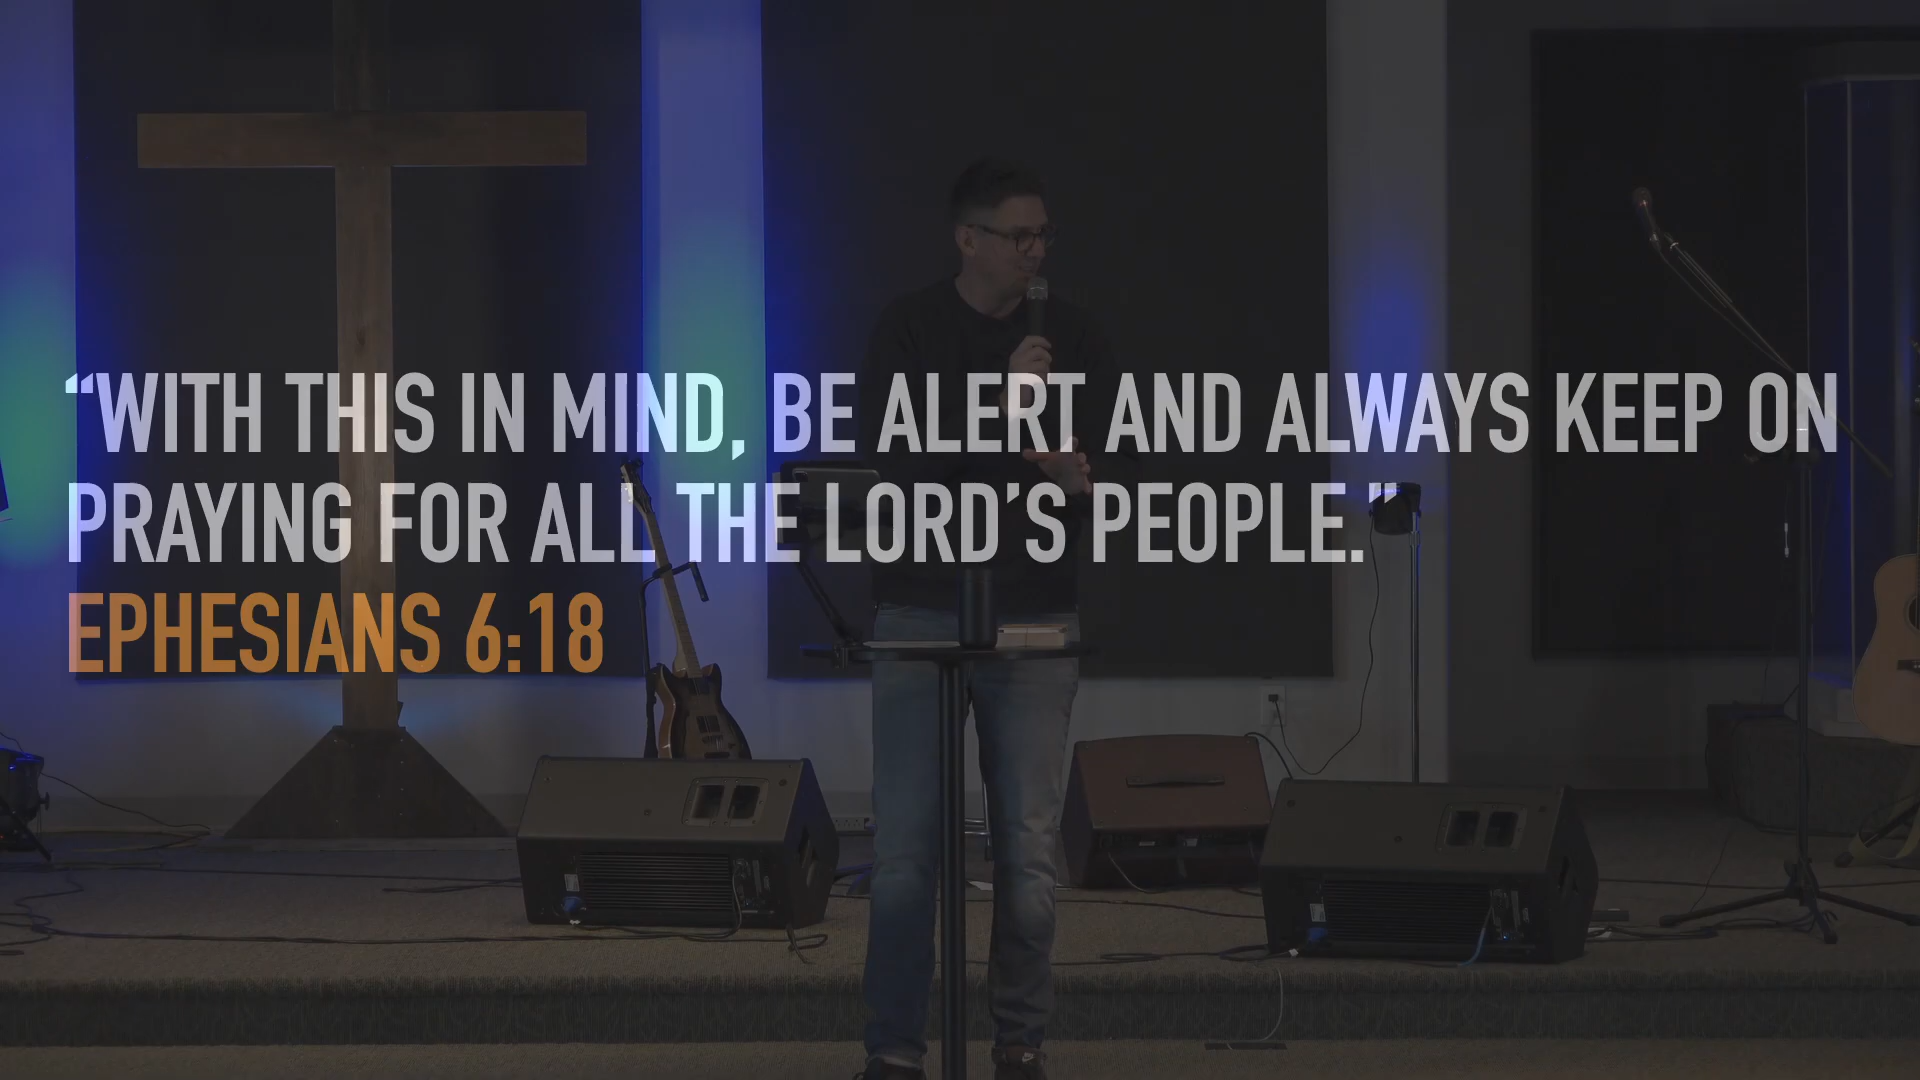 “WITH THIS IN MIND, BE ALERT AND ALWAYS KEEP ON
PRAYING FOR ALL THE LORD’S PEOPLE.”
EPHESIANS 6:18